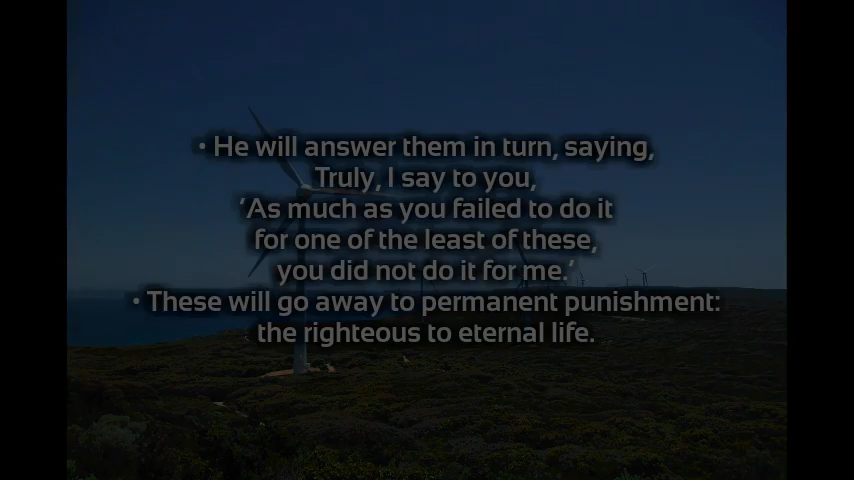 • He will answer them in turn, saying,
Truly, I say to you,
‘As much as you failed to do it
for one of the least of these,
you did not do it for me.’
• These will go away to permanent punishment:
the righteous to eternal life.